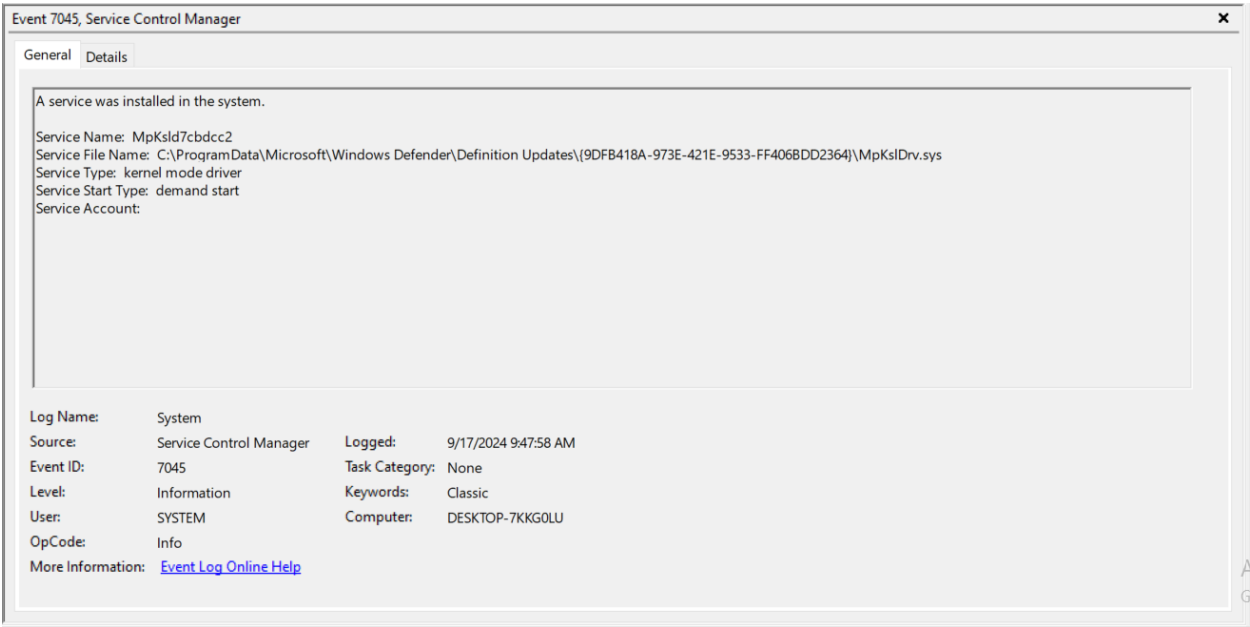 Event 7045, Service Control Manager
General Details
A service was installed in the system.
Service Name: MpKsld7cbdcc2
Service File Name: C:\ProgramData\Microsoft\Windows Defender\Definition Updates\{9DFB418A-973E-421E-9533-FF406BDD2364}\MpKslDrv.sys
Service Type: kernel mode driver
Service Start Type: demand start
Service Account:
Log Name: System
Source: Service Control Manager Logged: 9/17/2024 9:47:58 AM
Event ID: 7045 Task Category: None
Level: Information Keywords: Classic
User: SYSTEM Computer: DESKTOP-7KKG0LU
OpCode: Info
More Information: Event Log Online Help